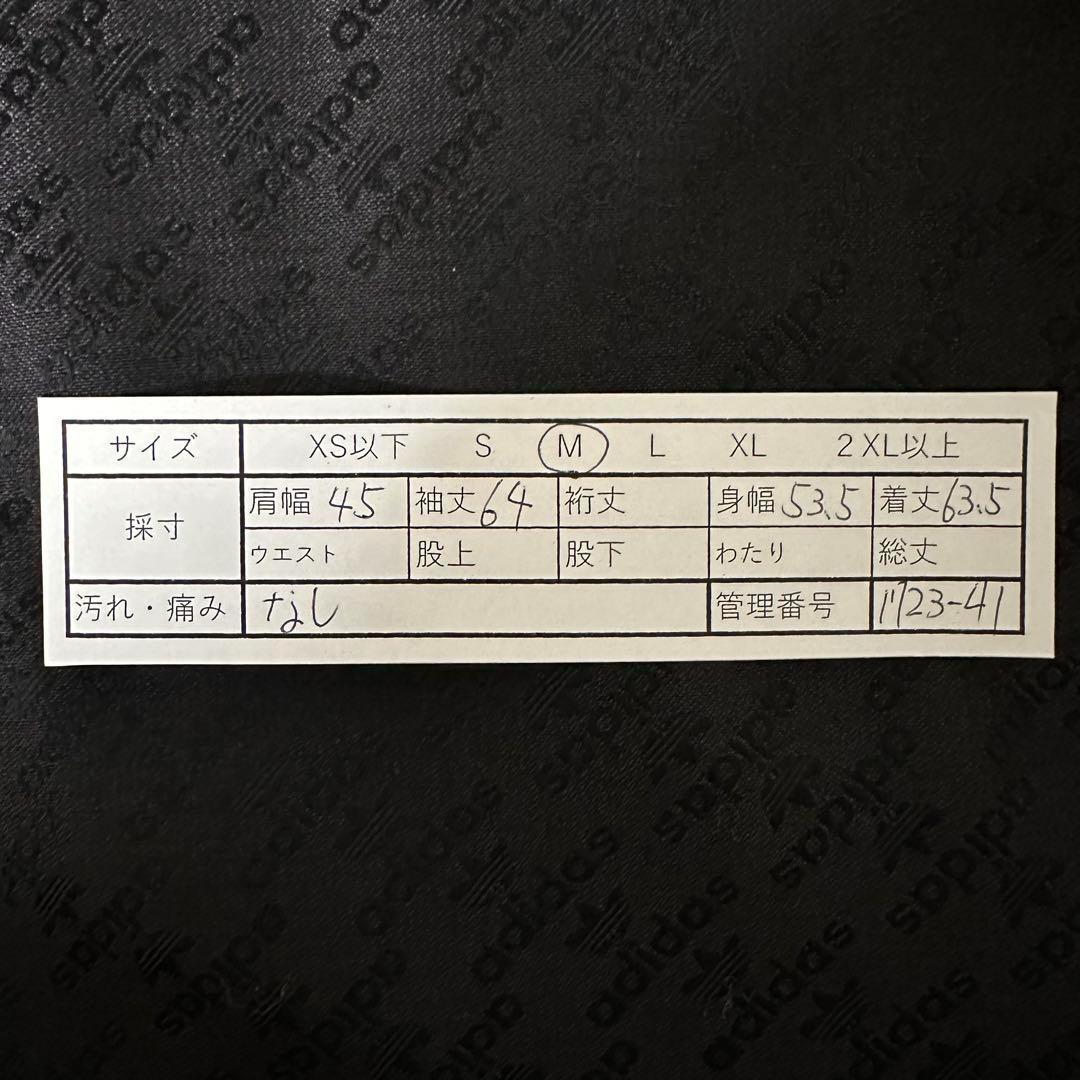 サイズ XS以下 S M L XL 2XL以上
採寸 肩幅 45 袖丈 64 裄丈 身幅 53.5 着丈 63.5
ウエスト 股上 股下 わたり 総丈
汚れ・痛み なし 管理番号 1723-41
adidas